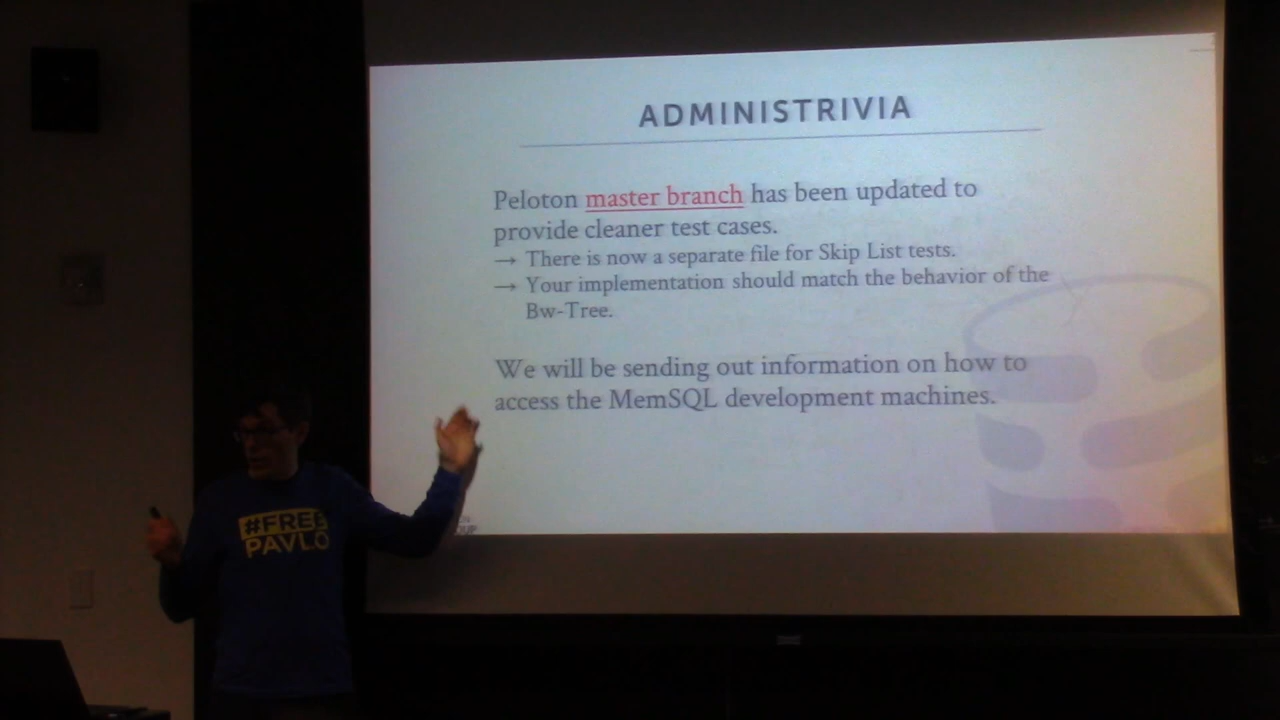 ADMINISTRIVIA
Peloton master branch has been updated to
provide cleaner test cases.
→ There is now a separate file for Skip List tests.
→ Your implementation should match the behavior of the
Bw-Tree.
We will be sending out information on how to
access the MemSQL development machines.
#FREE
PAVLO